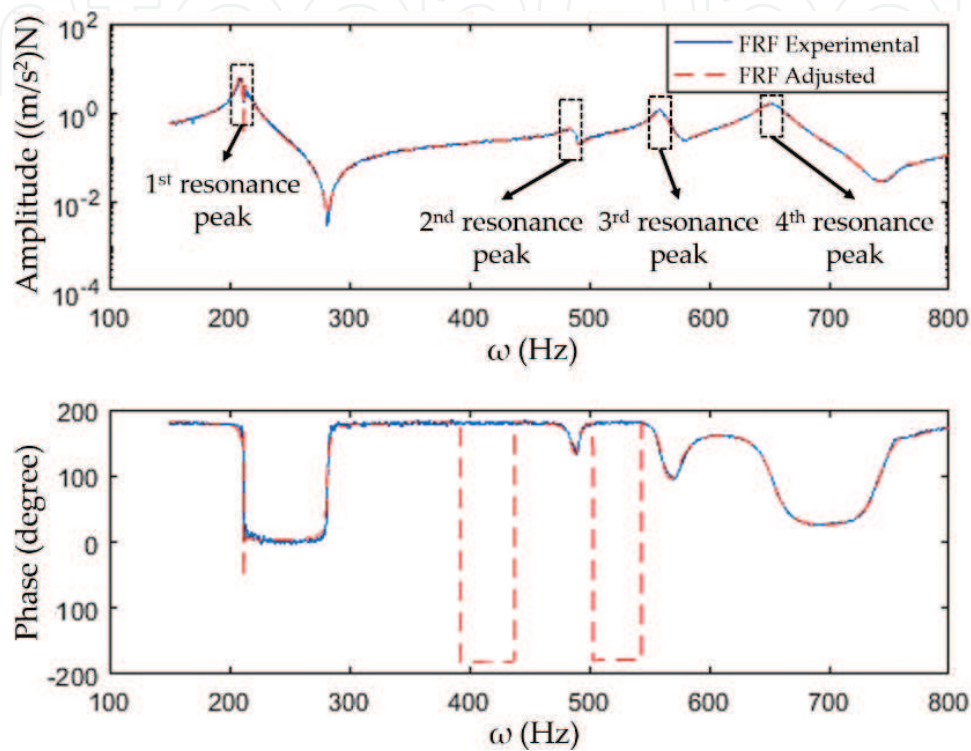 10^2
FRF Experimental
FRF Adjusted
10^0
1st resonance
peak
10^-2
2nd resonance
peak
3rd resonance
peak
4th resonance
peak
10^-4
Amplitude ((m/s^2)N)
100 200 300 400 500 600 700 800
ω (Hz)
200
100
0
100
-200
Phase (degree)
100 200 300 400 500 600 700 800
ω (Hz)